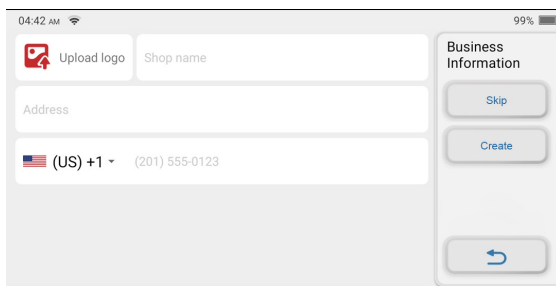 04:42 AM
99%
Upload logo
Shop name
Address
(US) +1
(201) 555-0123
Business
Information
Skip
Create